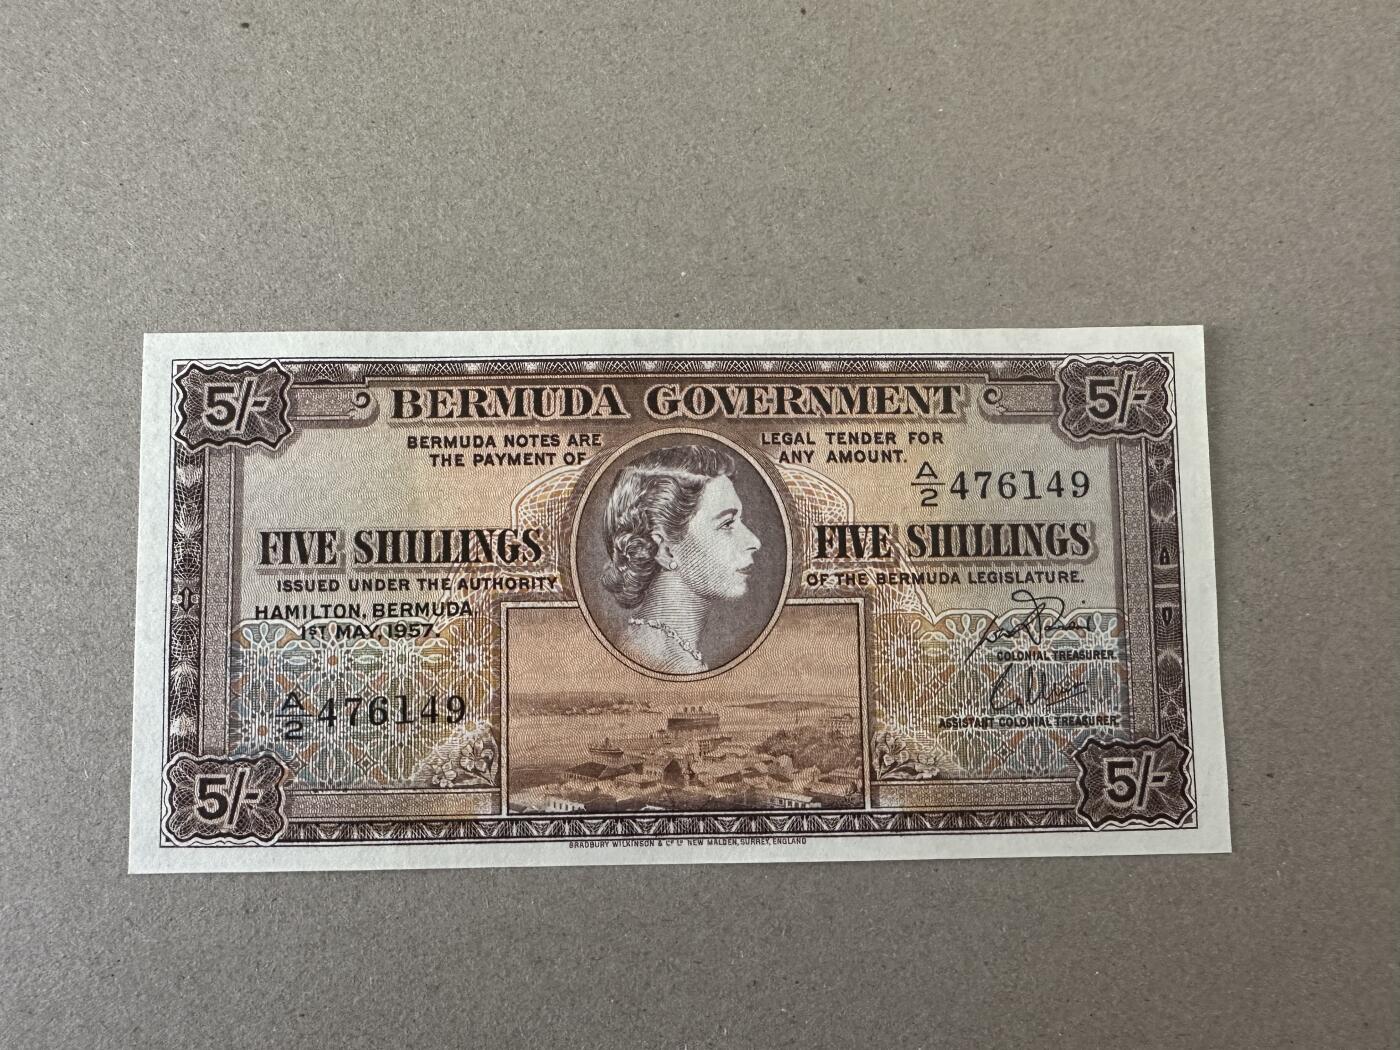 5/-
BERMUDA GOVERNMENT
5/-
BERMUDA NOTES ARE LEGAL TENDER FOR
THE PAYMENT OF ANY AMOUNT.
A/2 476149
FIVE SHILLINGS FIVE SHILLINGS
ISSUED UNDER THE AUTHORITY OF THE BERMUDA LEGISLATURE.
HAMILTON, BERMUDA
1ST MAY, 1957.
COLONIAL TREASURER
A/2 476149
ASSISTANT COLONIAL TREASURER
5/-
5/-
BRADBURY WILKINSON & Co Ld NEW MALDEN, SURREY, ENGLAND